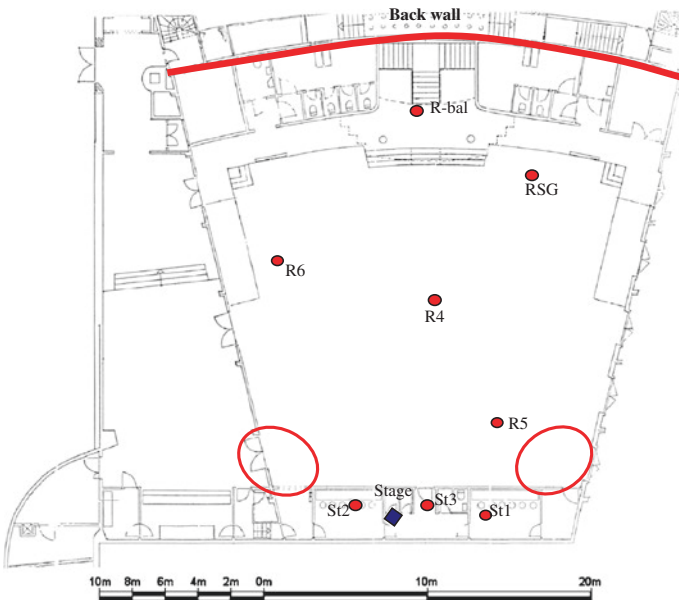 Back wall
R-bal
RSG
R6
R4
R5
Stage
St2
St3
St1
10m 8m 6m 4m 2m 0m 10m 20m